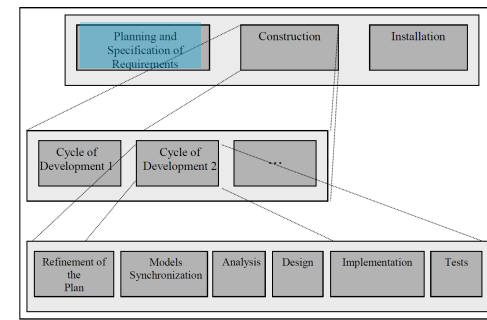 Planning and
Specification of
Requirements
Construction
Installation
Cycle of
Development 1
Cycle of
Development 2
...
Refinement of
the
Plan
Models
Synchronization
Analysis
Design
Implementation
Tests